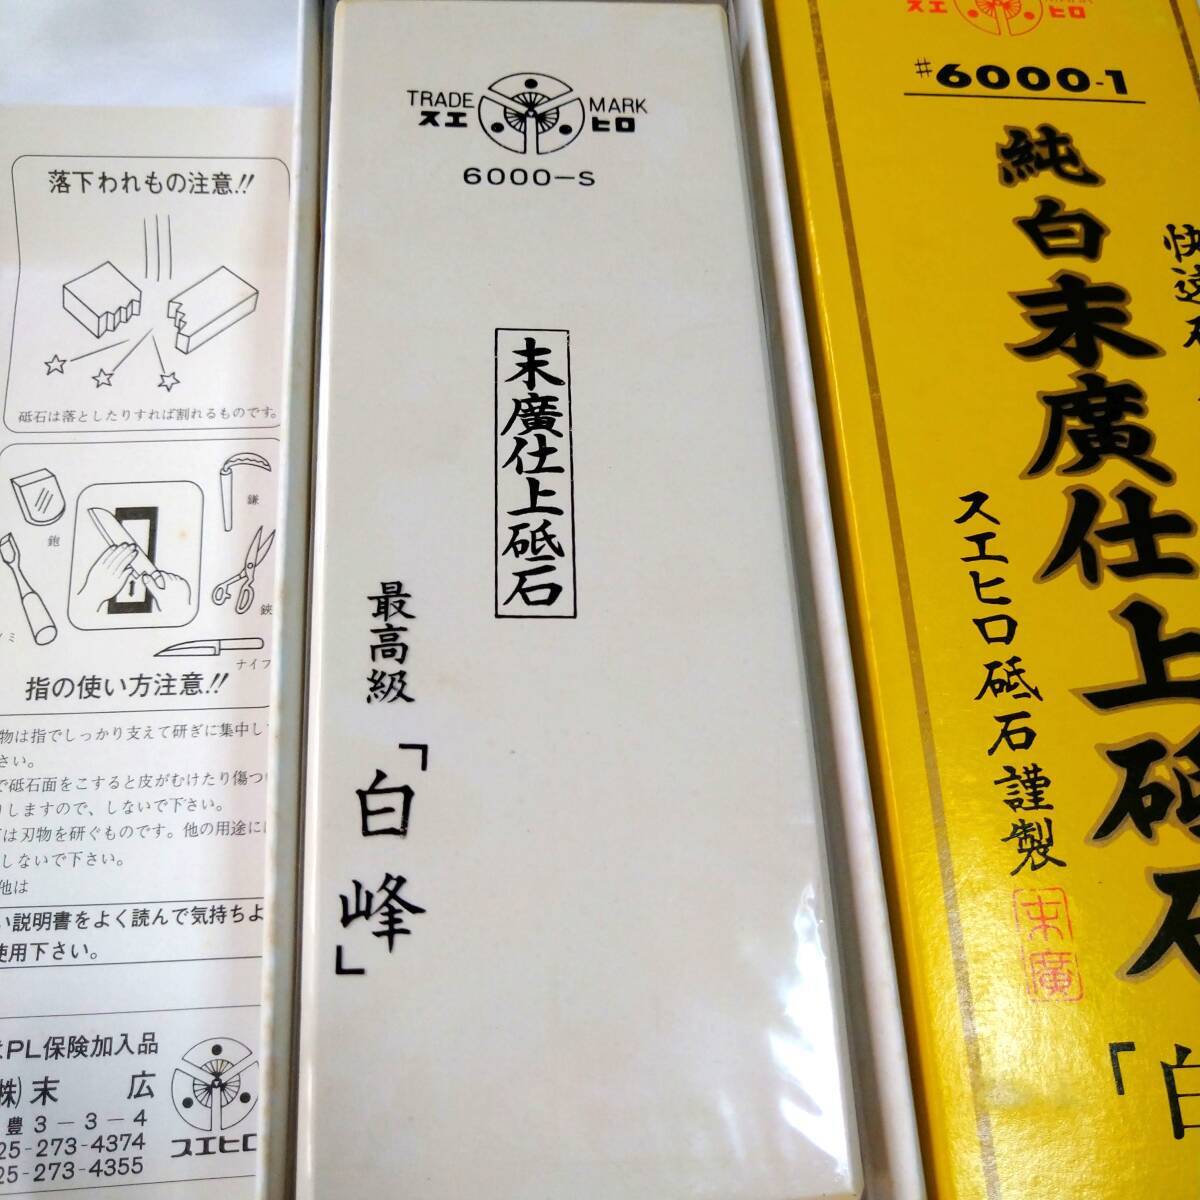 落下われもの注意!!
砥石は落としたりすれば割れるものです。
鎌
鉋
鋏
ミ
ナイフ
指の使い方注意!!
物は指でしっかり支えて研ぎに集中し
さい。
で砥石面をこすると皮がむけたり傷つ
りしますので、しないで下さい。
は刃物を研ぐものです。他の用途に
しないで下さい。
他は
い説明書をよく読んで気持ちよ
使用下さい。
PL保険加入品
株) 末 広
豊 3-3-4
25-273-4374
25-273-4355
スエヒロ
TRADE MARK
スエ ヒロ
6000-S
末廣仕上砥石
最高級
「白峰」
スエ ヒロ
#6000-1
純白末廣仕上砥石
快速
スエヒロ砥石謹製
末廣
「白